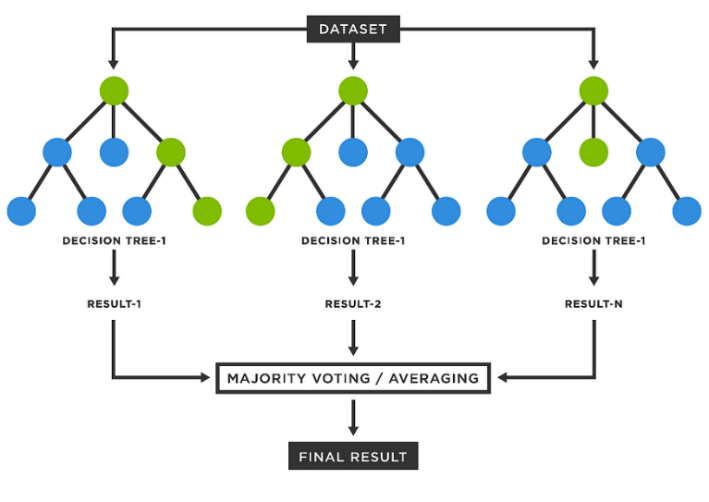 DATASET
DECISION TREE-1
DECISION TREE-1
DECISION TREE-1
RESULT-1
RESULT-2
RESULT-N
MAJORITY VOTING / AVERAGING
FINAL RESULT